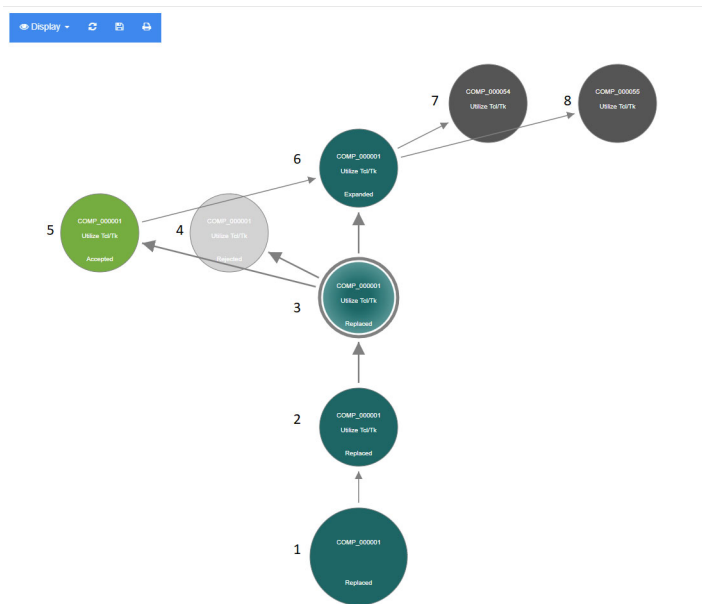 Display
7
COMP_000054
Utilize Tol/Tk
8
COMP_000055
Utilize Tol/Tk
6
COMP_000001
Utilize Tol/Tk
Expanded
5
COMP_000001
Utilize Tol/Tk
Accepted
4
COMP_000001
Utilize Tol/Tk
Rejected
3
COMP_000001
Utilize Tol/Tk
Replaced
2
COMP_000001
Utilize Tol/Tk
Replaced
1
COMP_000001
Replaced